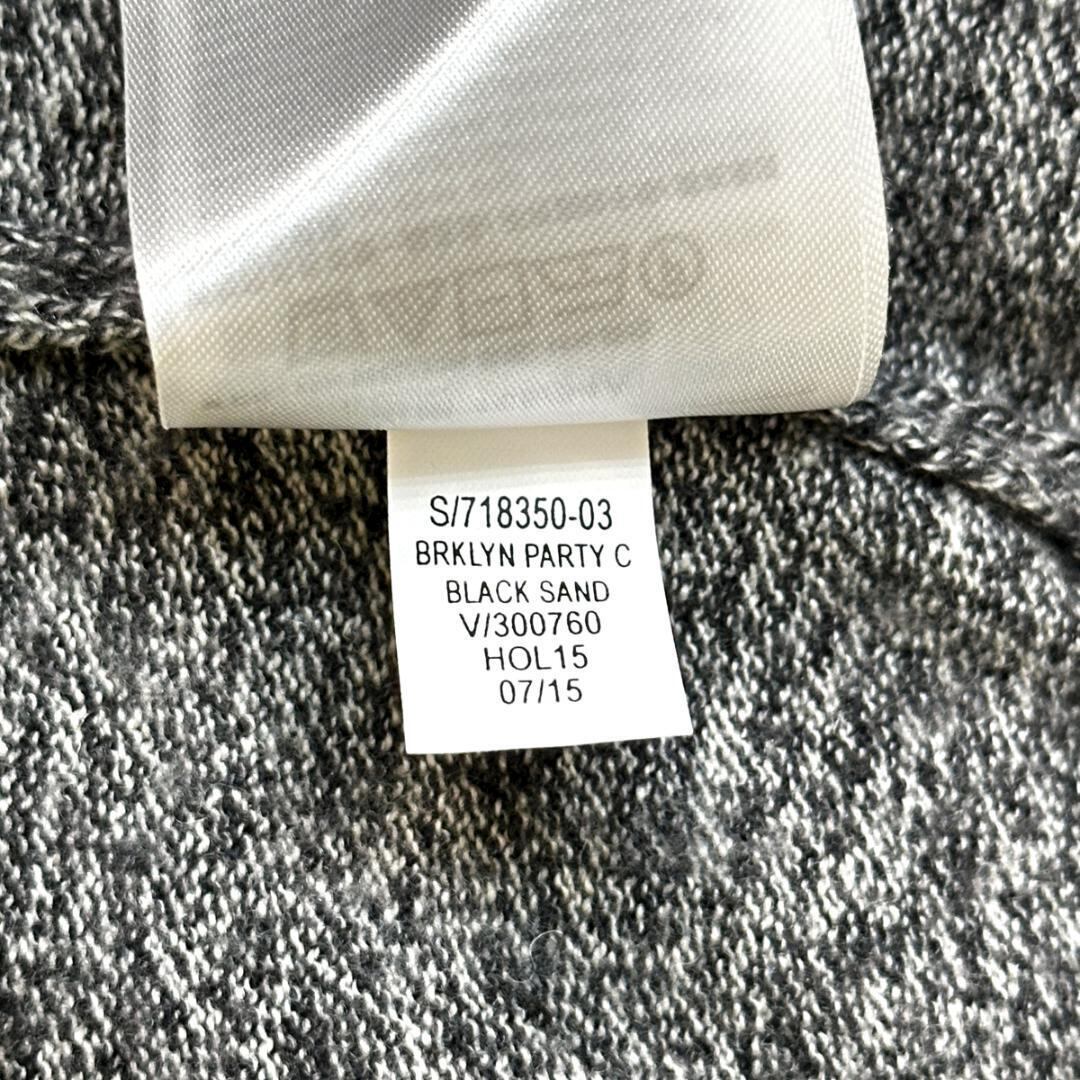 S/718350-03
BRKLYN PARTY C
BLACK SAND
V/300760
HOL15
07/15